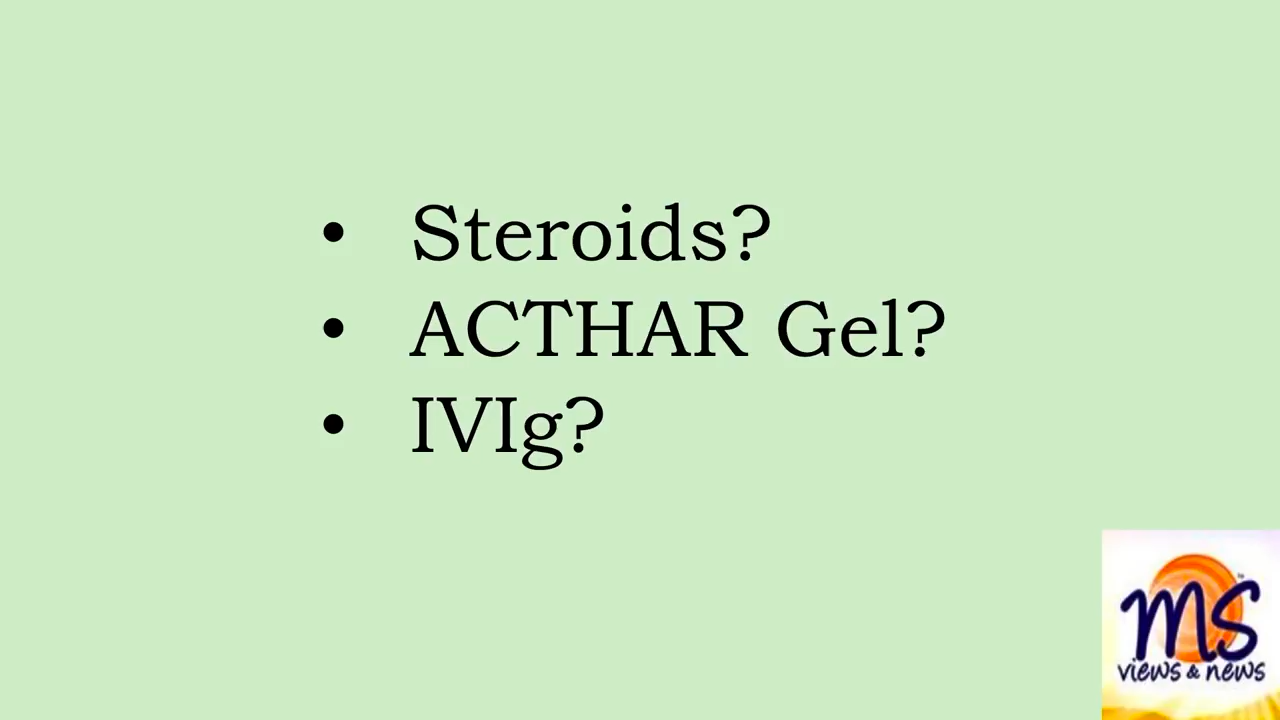 • Steroids?
• ACTHAR Gel?
• IVIg?
MS
views & news